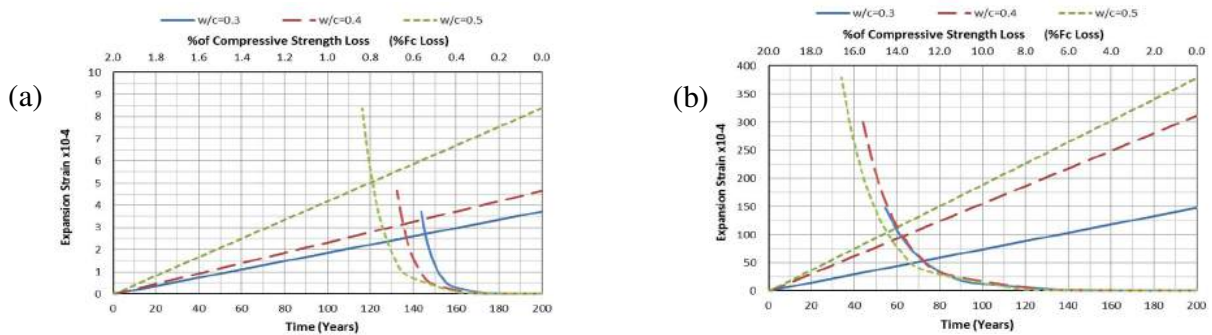 w/c=0.3 w/c=0.4 w/c=0.5
%of Compressive Strength Loss (%Fc Loss)
2.0 1.8 1.6 1.4 1.2 1.0 0.8 0.6 0.4 0.2 0.0
(a)
Expansion Strain x10-4
10
9
8
7
6
5
4
3
2
1
0
0 20 40 60 80 100 120 140 160 180 200
Time (Years)
w/c=0.3 w/c=0.4 w/c=0.5
%of Compressive Strength Loss (%Fc Loss)
20.0 18.0 16.0 14.0 12.0 10.0 8.0 6.0 4.0 2.0 0.0
(b)
Expansion Strain x10-4
400
350
300
250
200
150
100
50
0
0 20 40 60 80 100 120 140 160 180 200
Time (Years)